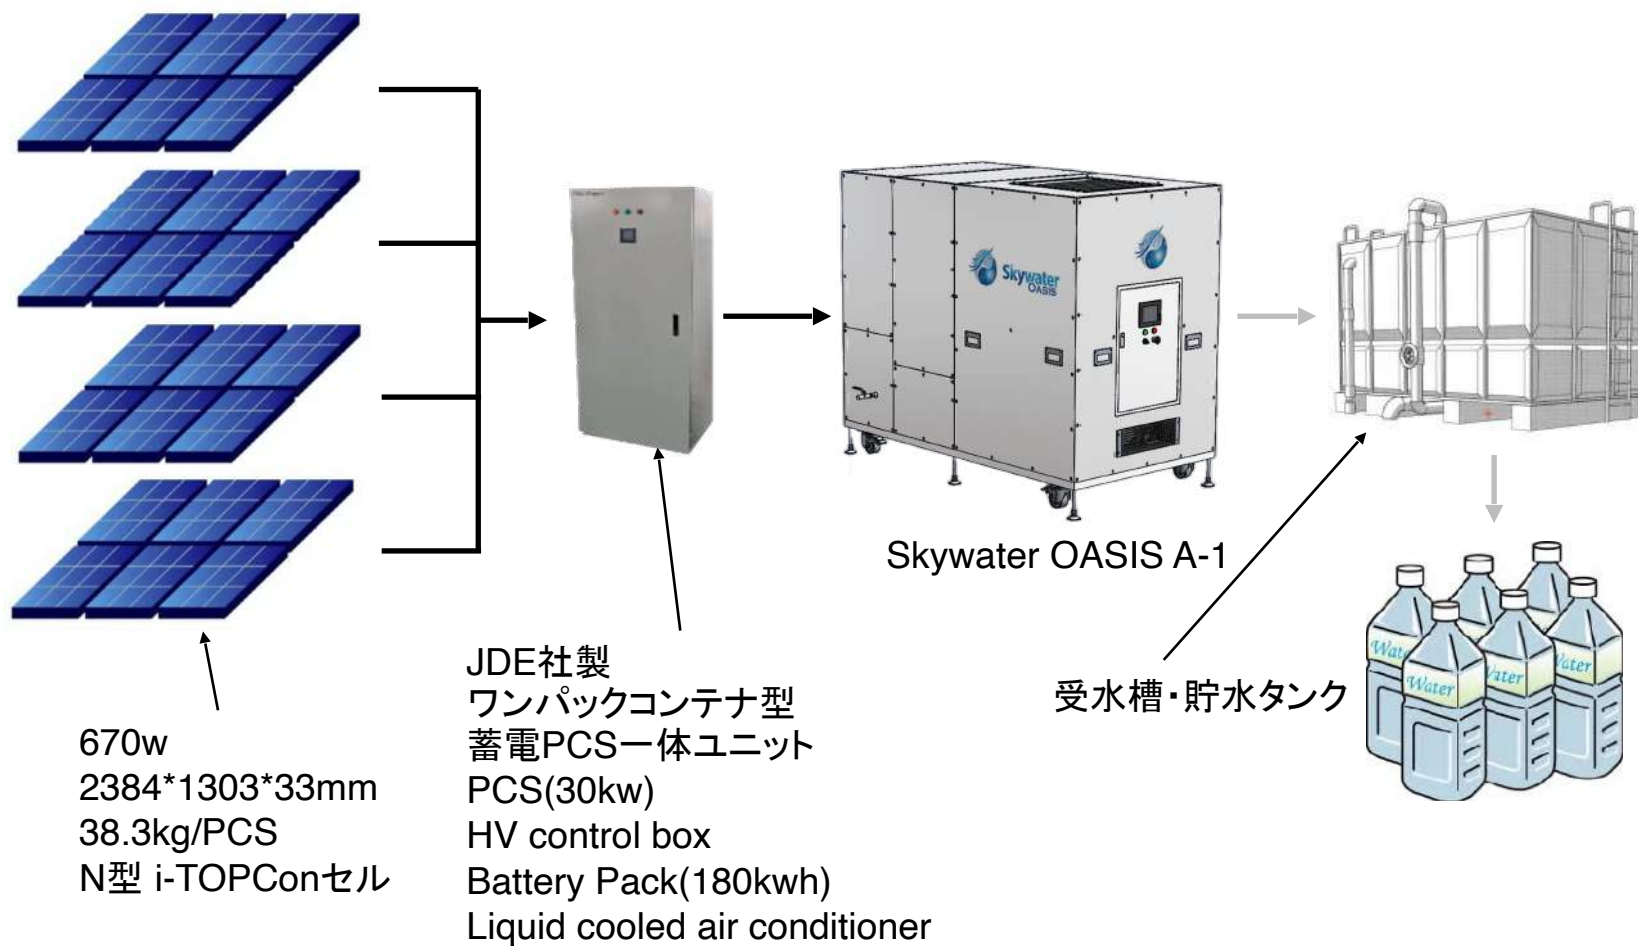 Skywater
OASIS
Skywater OASIS A-1
670w
2384*1303*33mm
38.3kg/PCS
N型 i-TOPConセル
JDE社製
ワンパックコンテナ型
蓄電PCS一体ユニット
PCS(30kw)
HV control box
Battery Pack(180kwh)
Liquid cooled air conditioner
受水槽・貯水タンク
Water
Water